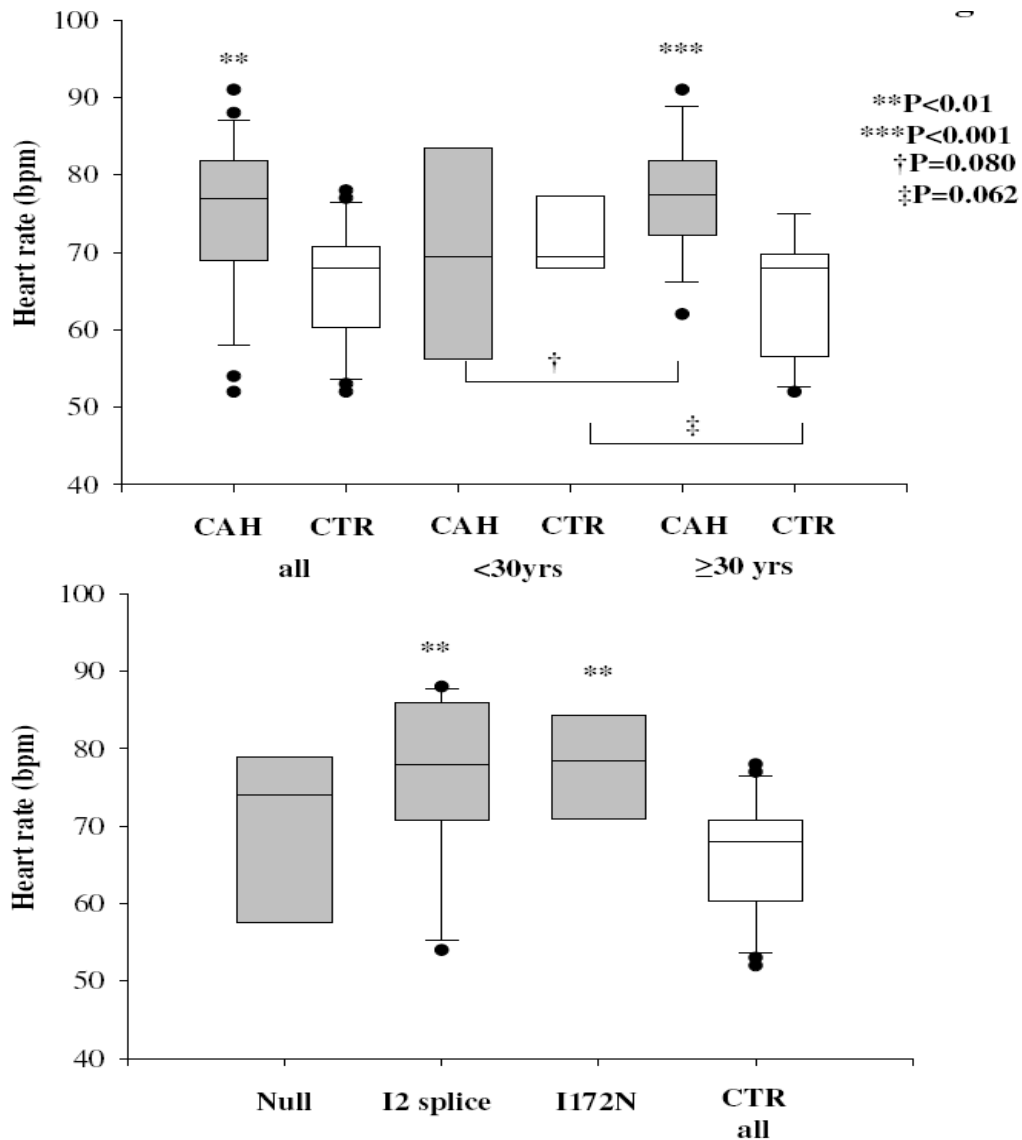 100
90
80
70
60
50
40
Heart rate (bpm)
** ***
**P<0.01
***P<0.001
†P=0.080
‡P=0.062
†
‡
CAH CTR CAH CTR CAH CTR
all <30yrs ≥30 yrs
100
90
80
70
60
50
40
Heart rate (bpm)
** **
Null I2 splice I172N CTR
all